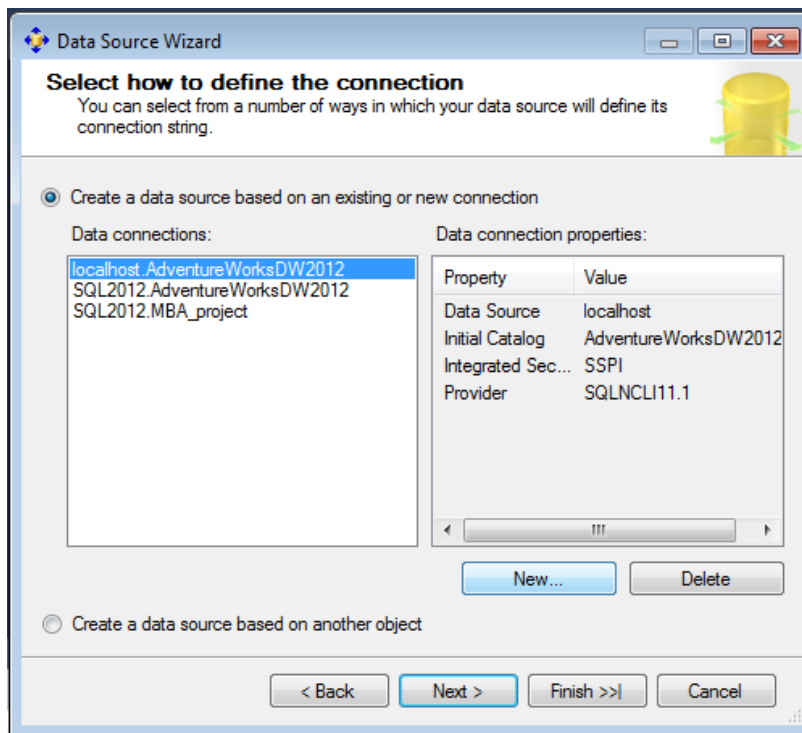 Data Source Wizard
Select how to define the connection
You can select from a number of ways in which your data source will define its
connection string.
Create a data source based on an existing or new connection
Data connections:
localhost.AdventureWorksDW2012
SQL2012.AdventureWorksDW2012
SQL2012.MBA_project
Data connection properties:
Property Value
Data Source localhost
Initial Catalog AdventureWorksDW2012
Integrated Sec... SSPI
Provider SQLNCLI11.1
New... Delete
Create a data source based on another object
< Back Next > Finish >>| Cancel